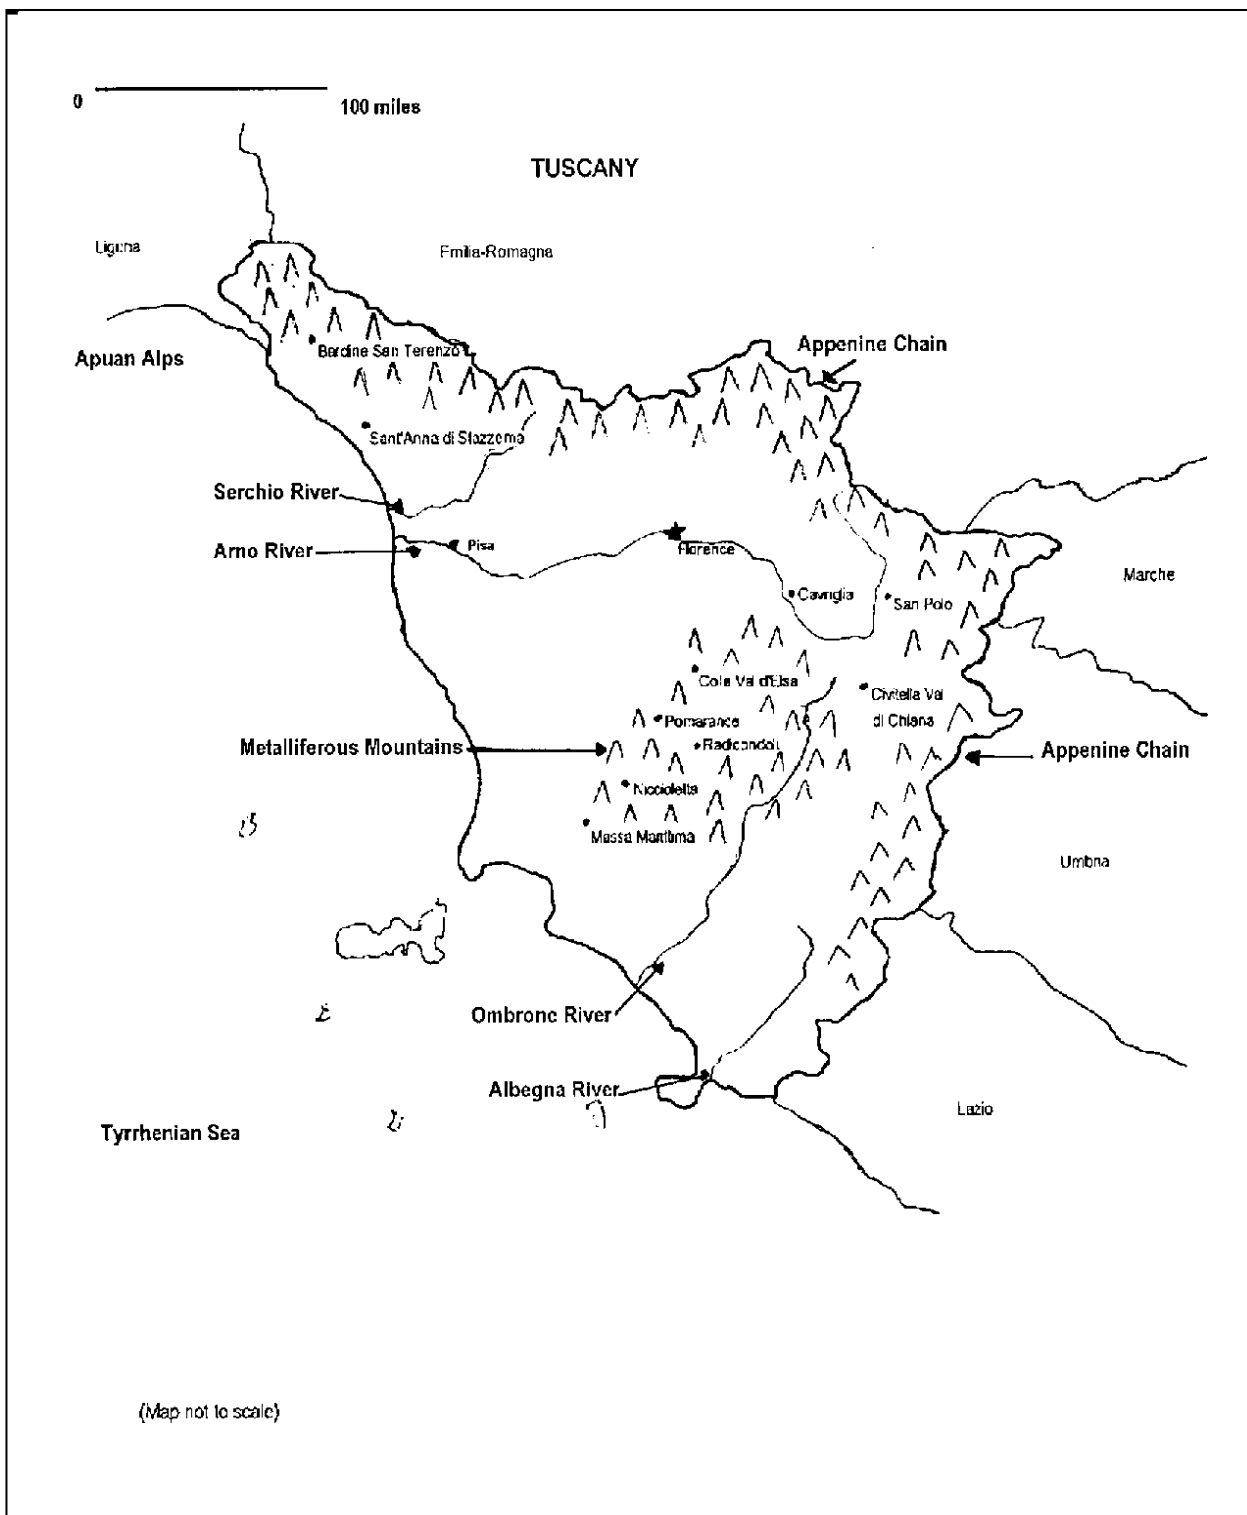 0
100 miles
TUSCANY
Liguria
Emilia-Romagna
Apuan Alps
Appenine Chain
Bardine San Terenzo
Sant'Anna di Stazzema
Serchio River
Arno River
Pisa
Florence
Cavriglia
San Polo
Marche
Colle Val d'Elsa
Civitella Val
di Chiana
Pomarance
Metalliferous Mountains
Radicondoli
Appenine Chain
Niccioletta
Massa Marittima
Umbria
Ombrone River
Albegna River
Lazio
Tyrrhenian Sea
(Map not to scale)